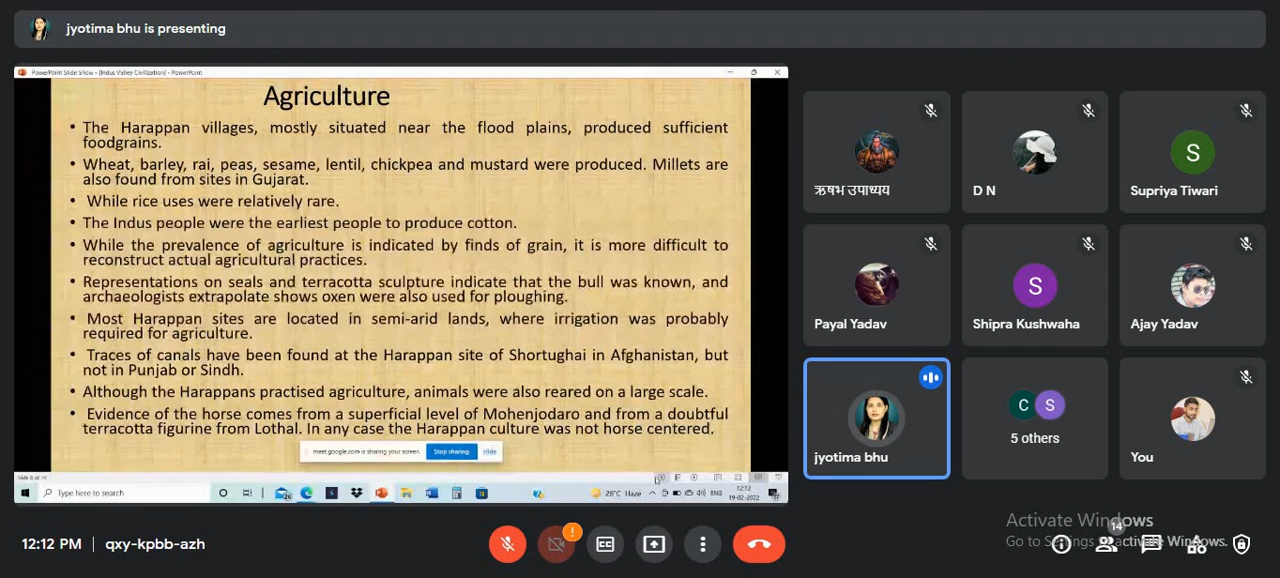 jyotima bhu is presenting
PowerPoint Slide Show - [Indus Valley Civilization] - PowerPoint
Agriculture
• The Harappan villages, mostly situated near the flood plains, produced sufficient
foodgrains.
• Wheat, barley, rai, peas, sesame, lentil, chickpea and mustard were produced. Millets are
also found from sites in Gujarat.
• While rice uses were relatively rare.
• The Indus people were the earliest people to produce cotton.
• While the prevalence of agriculture is indicated by finds of grain, it is more difficult to
reconstruct actual agricultural practices.
• Representations on seals and terracotta sculpture indicate that the bull was known, and
archaeologists extrapolate shows oxen were also used for ploughing.
• Most Harappan sites are located in semi-arid lands, where irrigation was probably
required for agriculture.
• Traces of canals have been found at the Harappan site of Shortughai in Afghanistan, but
not in Punjab or Sindh.
• Although the Harappans practised agriculture, animals were also reared on a large scale.
• Evidence of the horse comes from a superficial level of Mohenjodaro and from a doubtful
terracotta figurine from Lothal. In any case the Harappan culture was not horse centered.
meet.google.com is sharing your screen. Stop sharing Hide
Type here to search
26°C Haze
ENG
12:12
19-02-2022
ऋषभ उपाध्यय
D N
S
Supriya Tiwari
Payal Yadav
S
Shipra Kushwaha
Ajay Yadav
jyotima bhu
C S
5 others
You
Activate Windows
Go to Settings to activate Windows.
12:12 PM | qxy-kpbb-azh
CC
14